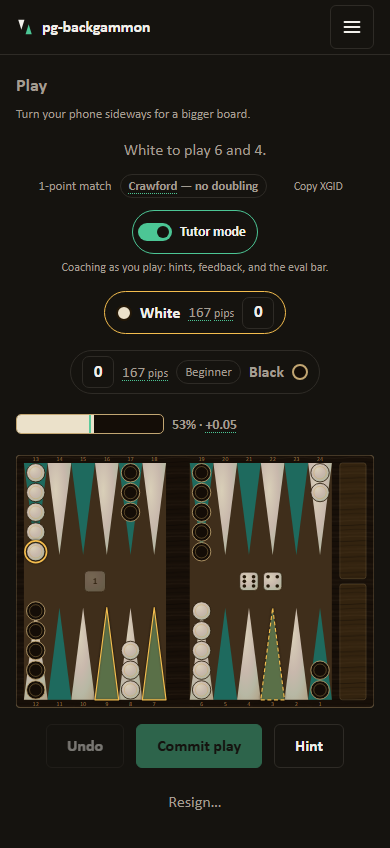 pg-backgammon
Play
Turn your phone sideways for a bigger board.
White to play 6 and 4.
1-point match Crawford — no doubling Copy XGID
Tutor mode
Coaching as you play: hints, feedback, and the eval bar.
White 167 pips 0
0 167 pips Beginner Black
53% · +0.05
13 14 15 16 17 18 19 20 21 22 23 24
1
12 11 10 9 8 7 6 5 4 3 2 1
Undo Commit play Hint
Resign...